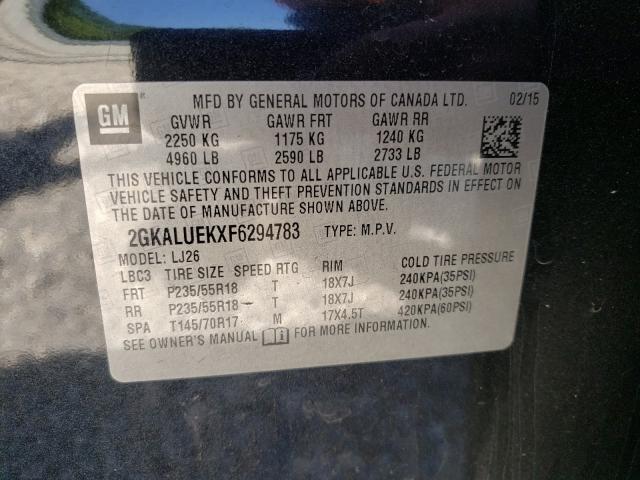 GM ® MFD BY GENERAL MOTORS OF CANADA LTD. 02/15
GVWR GAWR FRT GAWR RR
2250 KG 1175 KG 1240 KG
4960 LB 2590 LB 2733 LB
THIS VEHICLE CONFORMS TO ALL APPLICABLE U.S. FEDERAL MOTOR
VEHICLE SAFETY AND THEFT PREVENTION STANDARDS IN EFFECT ON
THE DATE OF MANUFACTURE SHOWN ABOVE.
2GKALUEKXF6294783 TYPE: M.P.V.
MODEL: LJ26
LBC3 TIRE SIZE SPEED RTG RIM COLD TIRE PRESSURE
FRT P235/55R18 T 18X7J 240KPA(35PSI)
RR P235/55R18 T 18X7J 240KPA(35PSI)
SPA T145/70R17 M 17X4.5T 420KPA(60PSI)
SEE OWNER'S MANUAL FOR MORE INFORMATION.